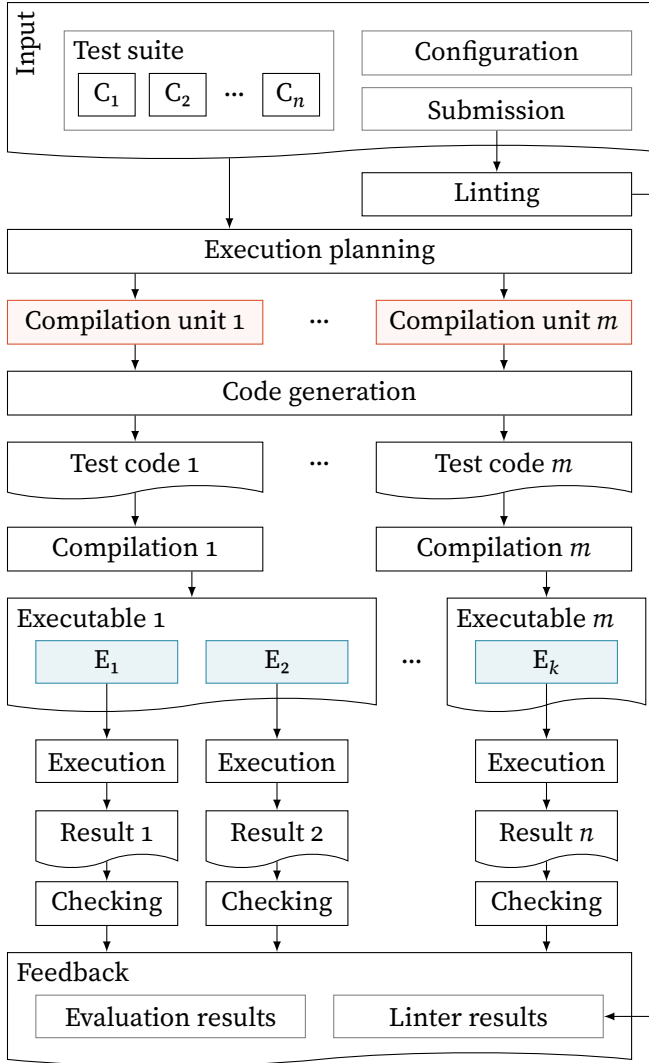 Input
Test suite
C₁ C₂ ... Cₙ
Configuration
Submission
Linting
Execution planning
Compilation unit 1 ... Compilation unit m
Code generation
Test code 1 ... Test code m
Compilation 1 Compilation m
Executable 1 Executable m
E₁ E₂ ... Eₖ
Execution Execution Execution
Result 1 Result 2 Result n
Checking Checking Checking
Feedback
Evaluation results Linter results